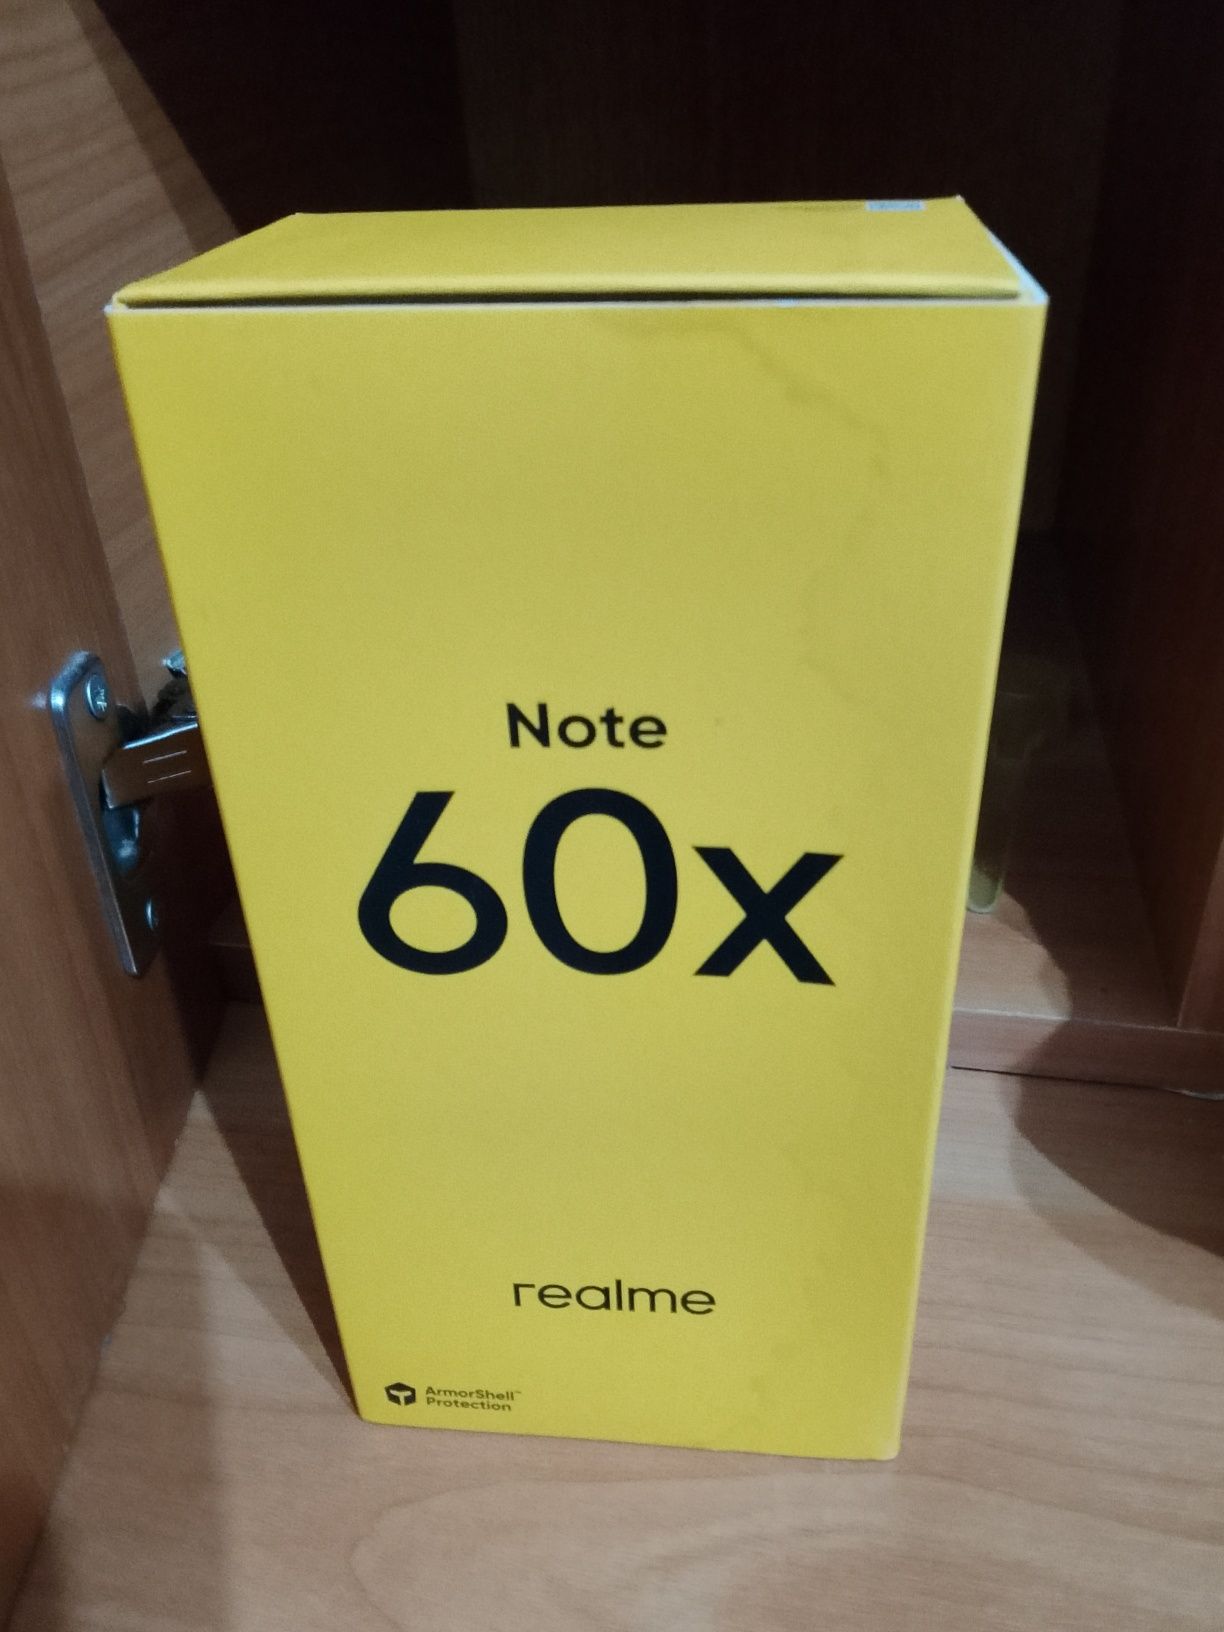 Note
60x
realme
ArmorShell™
Protection